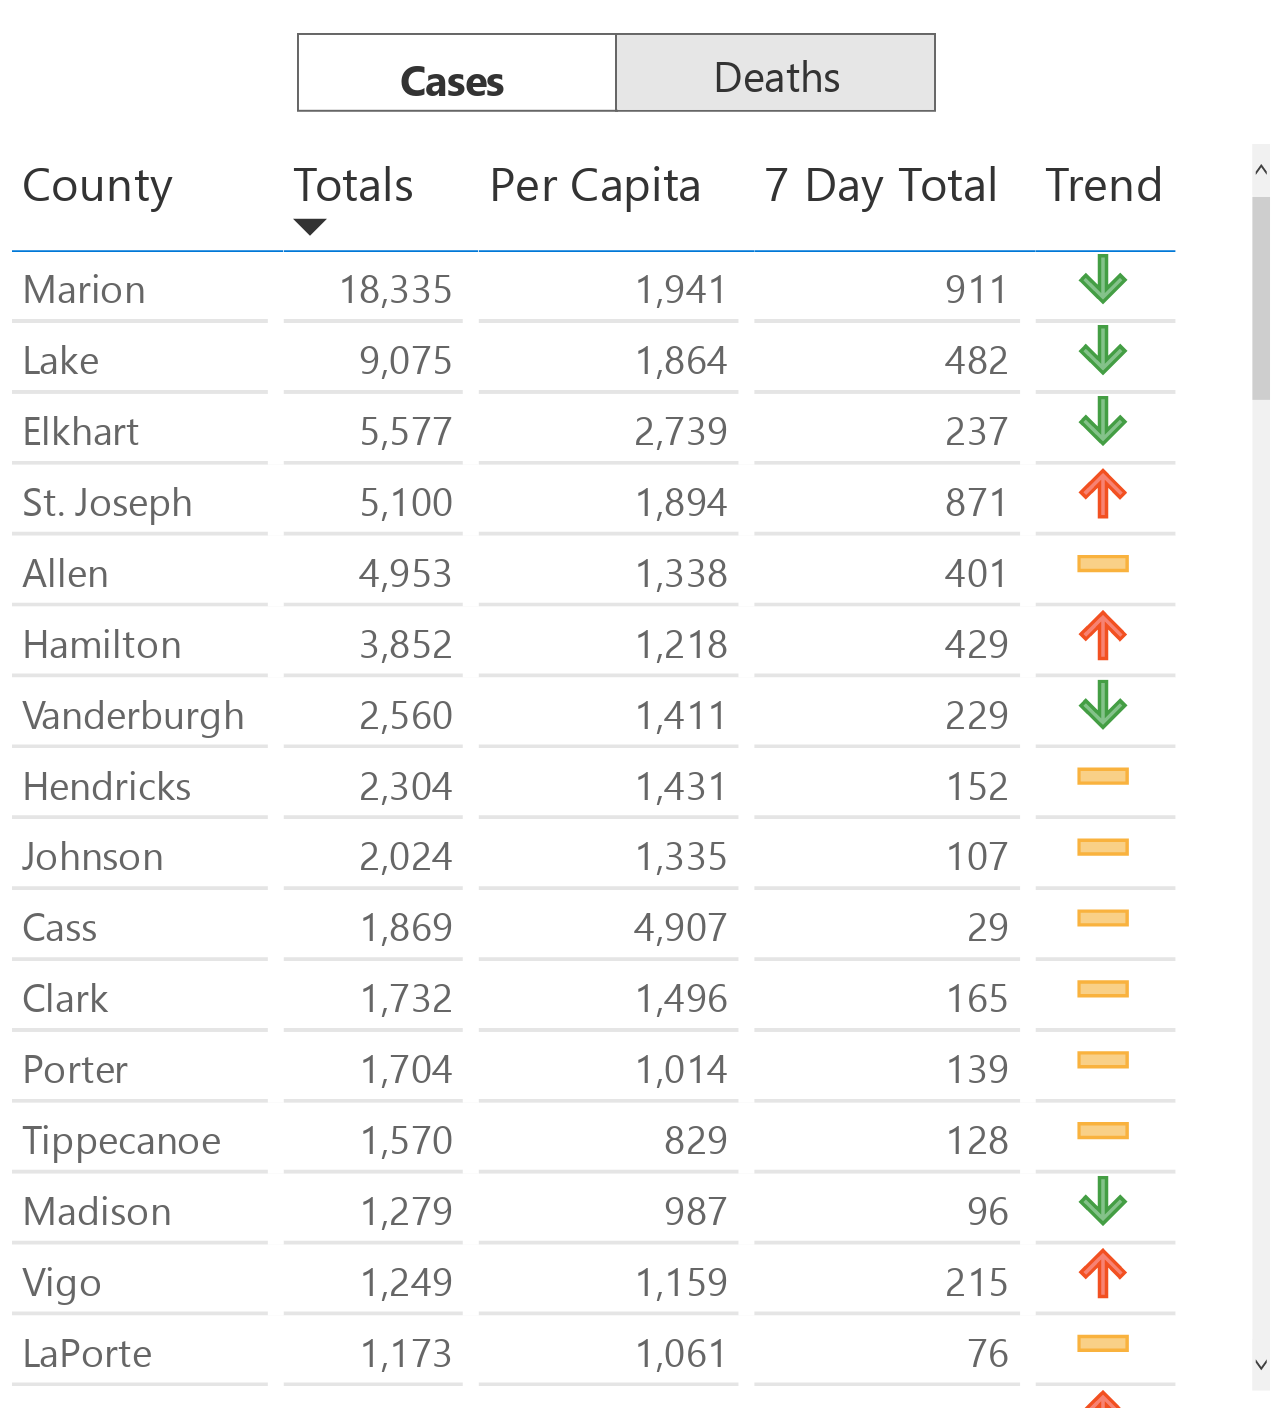 Cases Deaths
County Totals Per Capita 7 Day Total Trend
Marion 18,335 1,941 911
Lake 9,075 1,864 482
Elkhart 5,577 2,739 237
St. Joseph 5,100 1,894 871
Allen 4,953 1,338 401
Hamilton 3,852 1,218 429
Vanderburgh 2,560 1,411 229
Hendricks 2,304 1,431 152
Johnson 2,024 1,335 107
Cass 1,869 4,907 29
Clark 1,732 1,496 165
Porter 1,704 1,014 139
Tippecanoe 1,570 829 128
Madison 1,279 987 96
Vigo 1,249 1,159 215
LaPorte 1,173 1,061 76